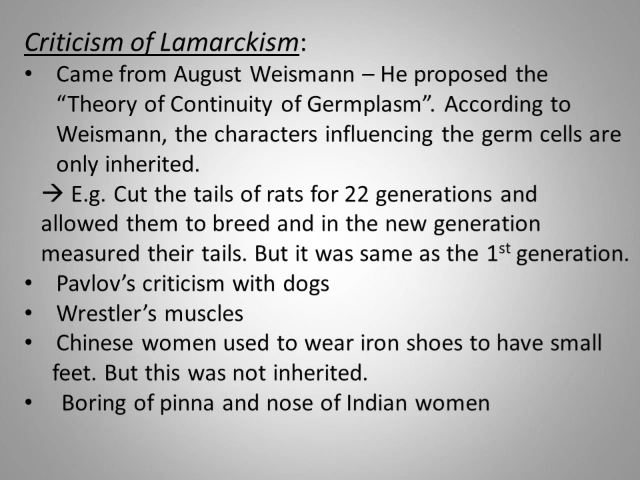 Criticism of Lamarckism:
• Came from August Weismann – He proposed the
“Theory of Continuity of Germplasm”. According to
Weismann, the characters influencing the germ cells are
only inherited.
→ E.g. Cut the tails of rats for 22 generations and
allowed them to breed and in the new generation
measured their tails. But it was same as the 1st generation.
• Pavlov’s criticism with dogs
• Wrestler’s muscles
• Chinese women used to wear iron shoes to have small
feet. But this was not inherited.
• Boring of pinna and nose of Indian women